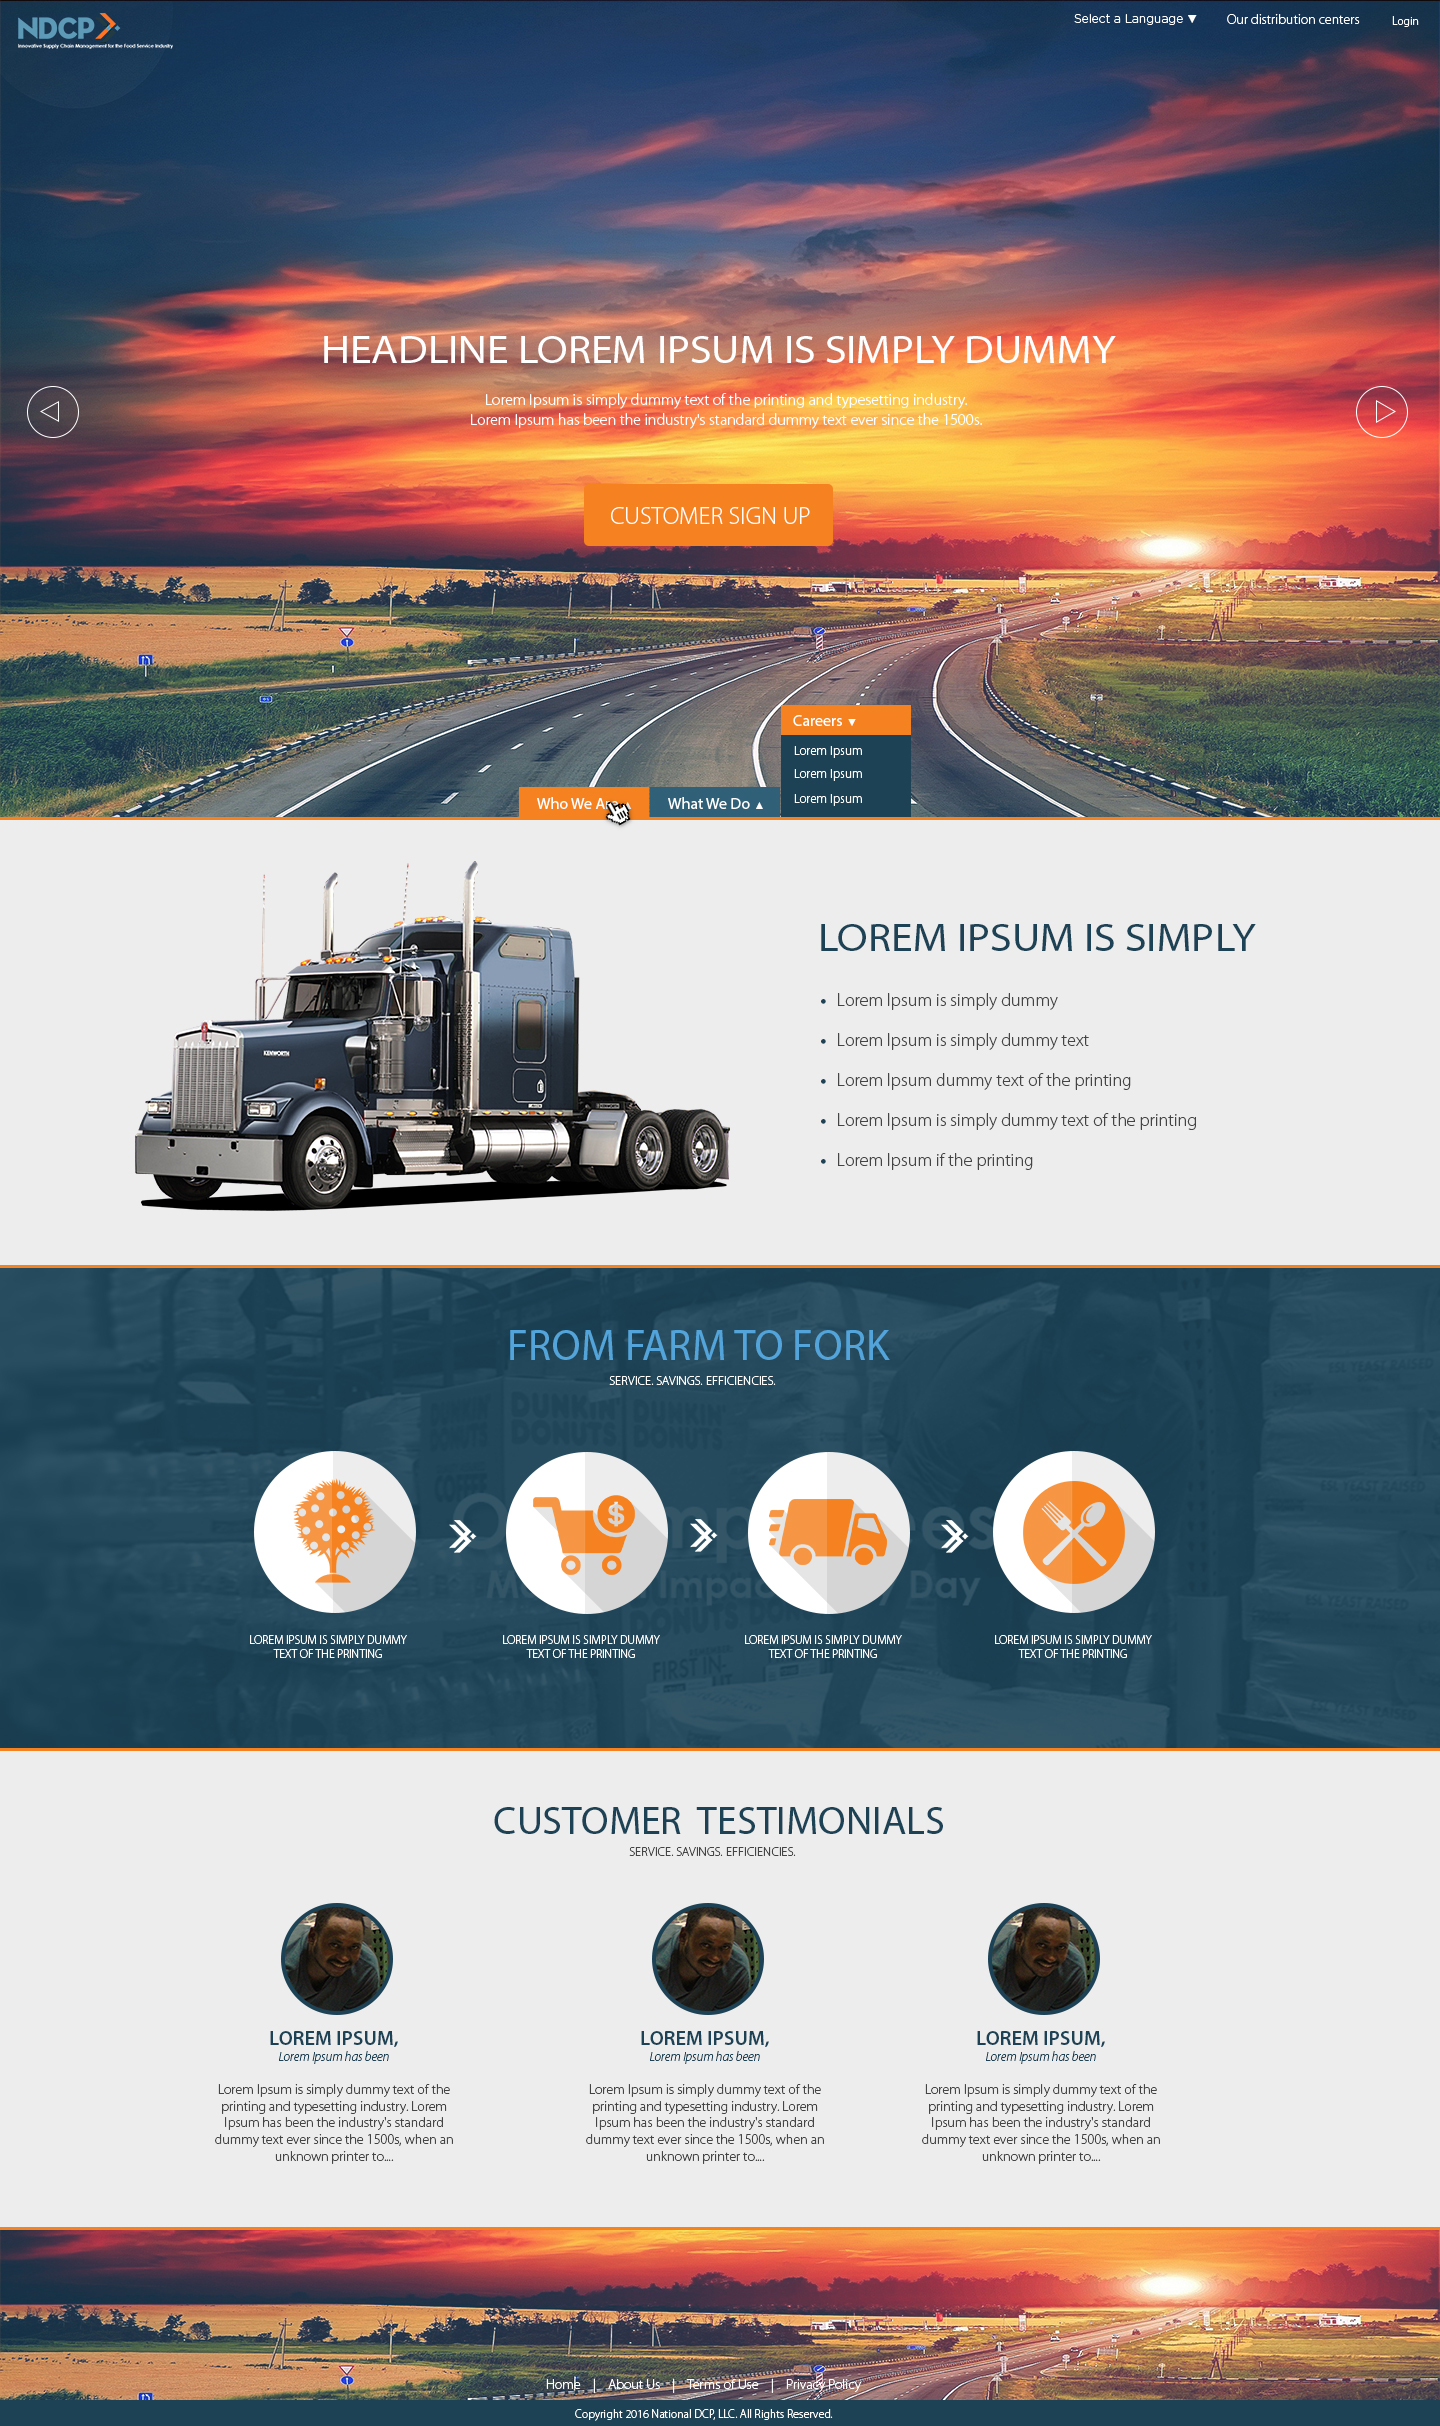 NDCP
Innovative Supply Chain Management for the Food Service Industry
Select a Language ▼
Our distribution centers
Login
HEADLINE LOREM IPSUM IS SIMPLY DUMMY
Lorem Ipsum is simply dummy text of the printing and typesetting industry.
Lorem Ipsum has been the industry's standard dummy text ever since the 1500s.
CUSTOMER SIGN UP
Careers ▼
Lorem Ipsum
Lorem Ipsum
Lorem Ipsum
Who We
What We Do ▲
KENWORTH
LOREM IPSUM IS SIMPLY
• Lorem Ipsum is simply dummy
• Lorem Ipsum is simply dummy text
• Lorem Ipsum dummy text of the printing
• Lorem Ipsum is simply dummy text of the printing
• Lorem Ipsum if the printing
FROM FARM TO FORK
SERVICE. SAVINGS. EFFICIENCIES.
DUNKIN' DONUTS
DUNKIN' DONUTS
DUNKIN' DONUTS
SSL YEAST RAISED
$
Day
FIRST IN-
LOREM IPSUM IS SIMPLY DUMMY
TEXT OF THE PRINTING
LOREM IPSUM IS SIMPLY DUMMY
TEXT OF THE PRINTING
LOREM IPSUM IS SIMPLY DUMMY
TEXT OF THE PRINTING
LOREM IPSUM IS SIMPLY DUMMY
TEXT OF THE PRINTING
CUSTOMER TESTIMONIALS
SERVICE. SAVINGS. EFFICIENCIES.
LOREM IPSUM,
Lorem Ipsum has been
Lorem Ipsum is simply dummy text of the
printing and typesetting industry. Lorem
Ipsum has been the industry's standard
dummy text ever since the 1500s, when an
unknown printer to....
LOREM IPSUM,
Lorem Ipsum has been
Lorem Ipsum is simply dummy text of the
printing and typesetting industry. Lorem
Ipsum has been the industry's standard
dummy text ever since the 1500s, when an
unknown printer to....
LOREM IPSUM,
Lorem Ipsum has been
Lorem Ipsum is simply dummy text of the
printing and typesetting industry. Lorem
Ipsum has been the industry's standard
dummy text ever since the 1500s, when an
unknown printer to....
Home | About Us | Terms of Use | Privacy Policy
Copyright 2016 National DCP, LLC. All Rights Reserved.